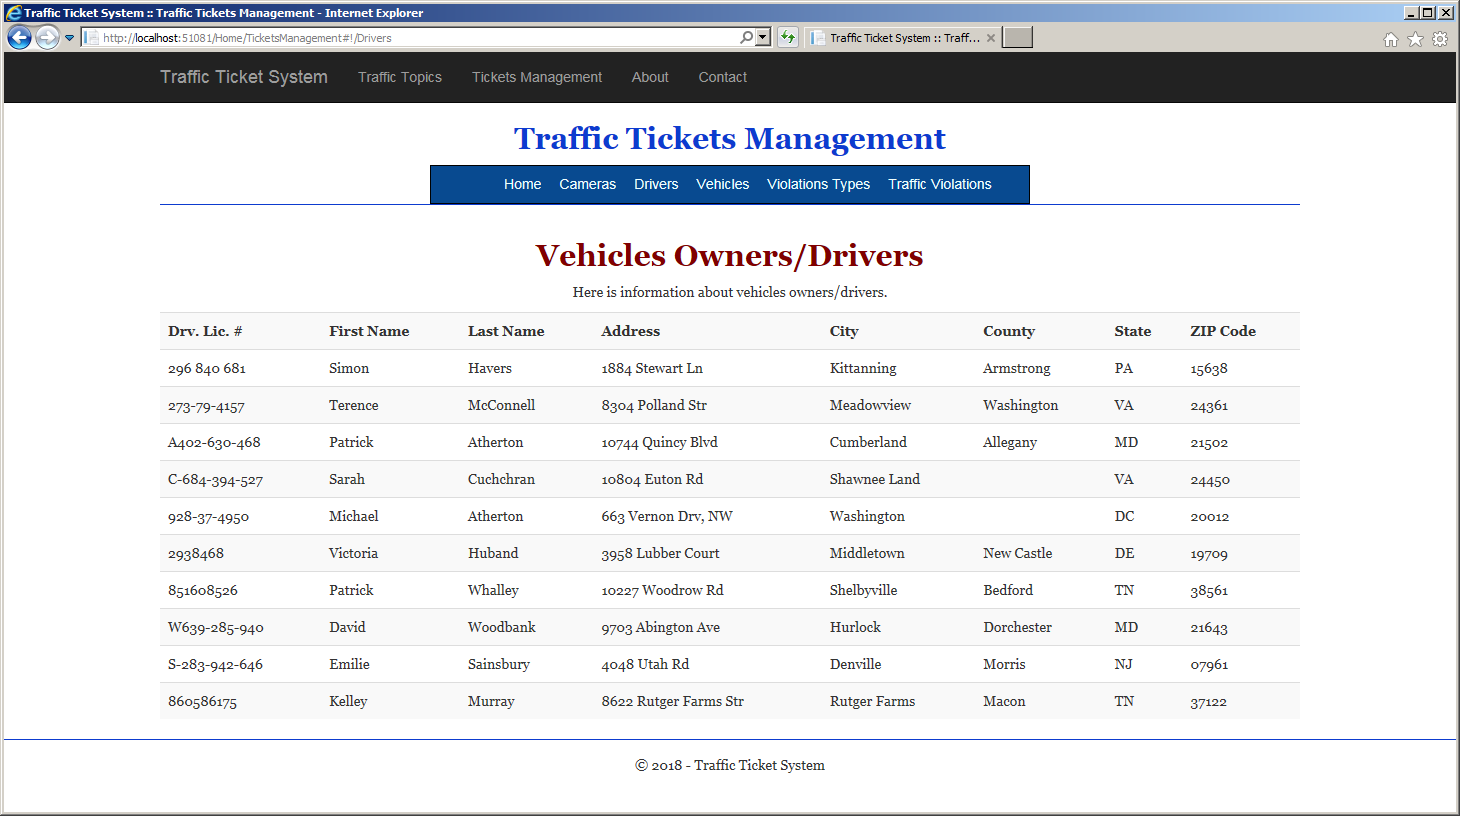 Traffic Ticket System :: Traffic Tickets Management - Internet Explorer
http://localhost:51081/Home/TicketsManagement#!/Drivers
Traffic Ticket System :: Traff...
Traffic Ticket System Traffic Topics Tickets Management About Contact
Traffic Tickets Management
Home Cameras Drivers Vehicles Violations Types Traffic Violations
Vehicles Owners/Drivers
Here is information about vehicles owners/drivers.
Drv. Lic. # First Name Last Name Address City County State ZIP Code
296 840 681 Simon Havers 1884 Stewart Ln Kittanning Armstrong PA 15638
273-79-4157 Terence McConnell 8304 Polland Str Meadowview Washington VA 24361
A402-630-468 Patrick Atherton 10744 Quincy Blvd Cumberland Allegany MD 21502
C-684-394-527 Sarah Cuchchran 10804 Euton Rd Shawnee Land VA 24450
928-37-4950 Michael Atherton 663 Vernon Drv, NW Washington DC 20012
2938468 Victoria Huband 3958 Lubber Court Middletown New Castle DE 19709
851608526 Patrick Whalley 10227 Woodrow Rd Shelbyville Bedford TN 38561
W639-285-940 David Woodbank 9703 Abington Ave Hurlock Dorchester MD 21643
S-283-942-646 Emilie Sainsbury 4048 Utah Rd Denville Morris NJ 07961
860586175 Kelley Murray 8622 Rutger Farms Str Rutger Farms Macon TN 37122
© 2018 - Traffic Ticket System